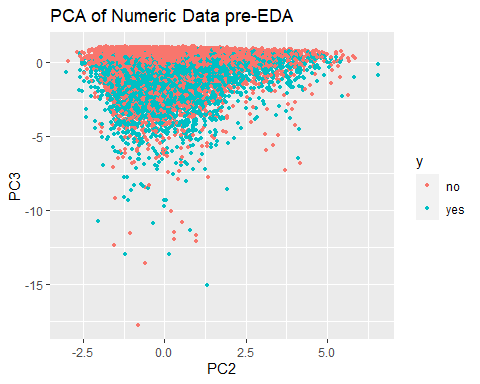 PCA of Numeric Data pre-EDA
0
-5
-10
-15
PC3
-2.5 0.0 2.5 5.0
PC2
y
no
yes